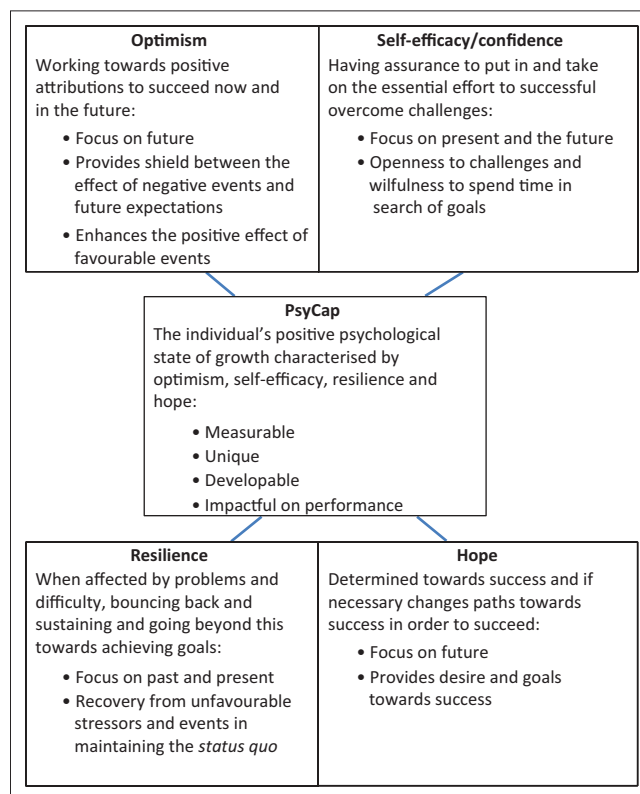 Optimism
Working towards positive
attributions to succeed now and
in the future:
• Focus on future
• Provides shield between the
effect of negative events and
future expectations
• Enhances the positive effect of
favourable events
Self-efficacy/confidence
Having assurance to put in and take
on the essential effort to successful
overcome challenges:
• Focus on present and the future
• Openness to challenges and
wilfulness to spend time in
search of goals
PsyCap
The individual’s positive psychological
state of growth characterised by
optimism, self-efficacy, resilience and
hope:
• Measurable
• Unique
• Developable
• Impactful on performance
Resilience
When affected by problems and
difficulty, bouncing back and
sustaining and going beyond this
towards achieving goals:
• Focus on past and present
• Recovery from unfavourable
stressors and events in
maintaining the status quo
Hope
Determined towards success and if
necessary changes paths towards
success in order to succeed:
• Focus on future
• Provides desire and goals
towards success